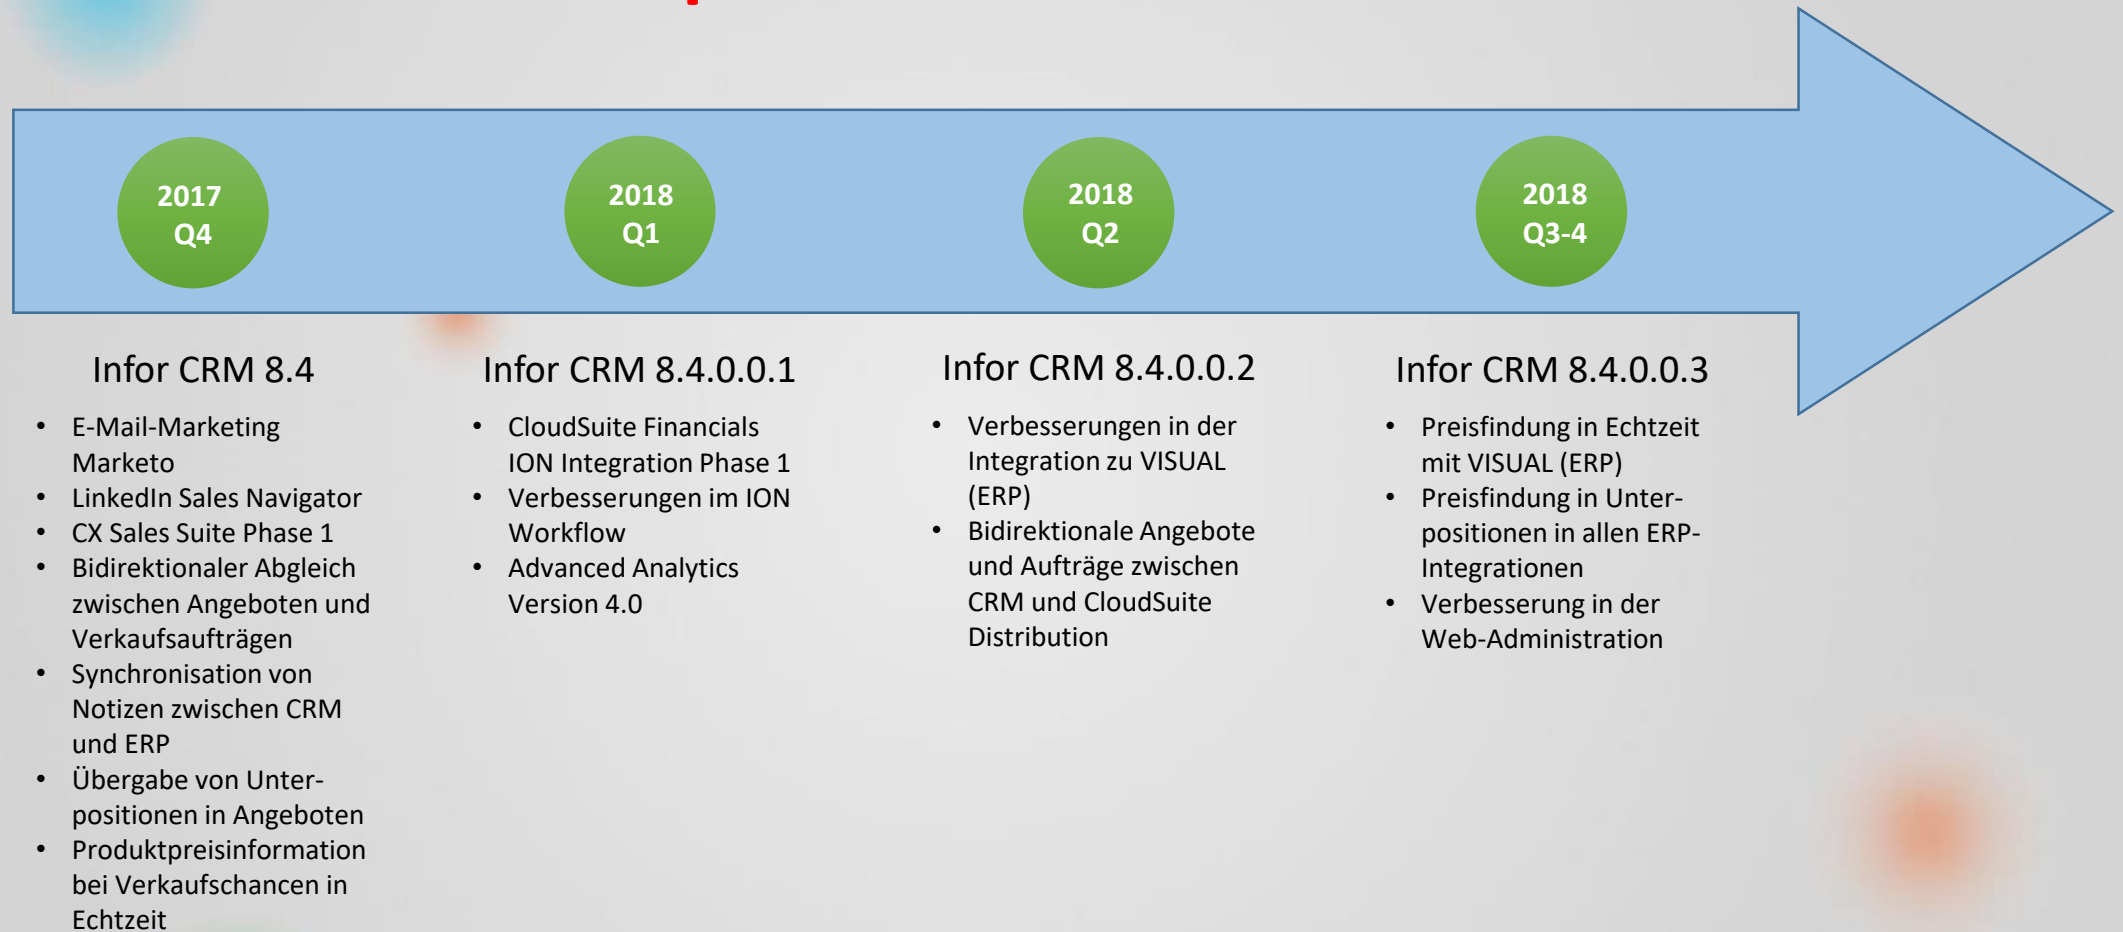 2017
Q4
2018
Q1
2018
Q2
2018
Q3-4
Infor CRM 8.4
• E-Mail-Marketing
Marketo
• LinkedIn Sales Navigator
• CX Sales Suite Phase 1
• Bidirektionaler Abgleich
zwischen Angeboten und
Verkaufsaufträgen
• Synchronisation von
Notizen zwischen CRM
und ERP
• Übergabe von Unter-
positionen in Angeboten
• Produktpreisinformation
bei Verkaufschancen in
Echtzeit
Infor CRM 8.4.0.0.1
• CloudSuite Financials
ION Integration Phase 1
• Verbesserungen im ION
Workflow
• Advanced Analytics
Version 4.0
Infor CRM 8.4.0.0.2
• Verbesserungen in der
Integration zu VISUAL
(ERP)
• Bidirektionale Angebote
und Aufträge zwischen
CRM und CloudSuite
Distribution
Infor CRM 8.4.0.0.3
• Preisfindung in Echtzeit
mit VISUAL (ERP)
• Preisfindung in Unter-
positionen in allen ERP-
Integrationen
• Verbesserung in der
Web-Administration